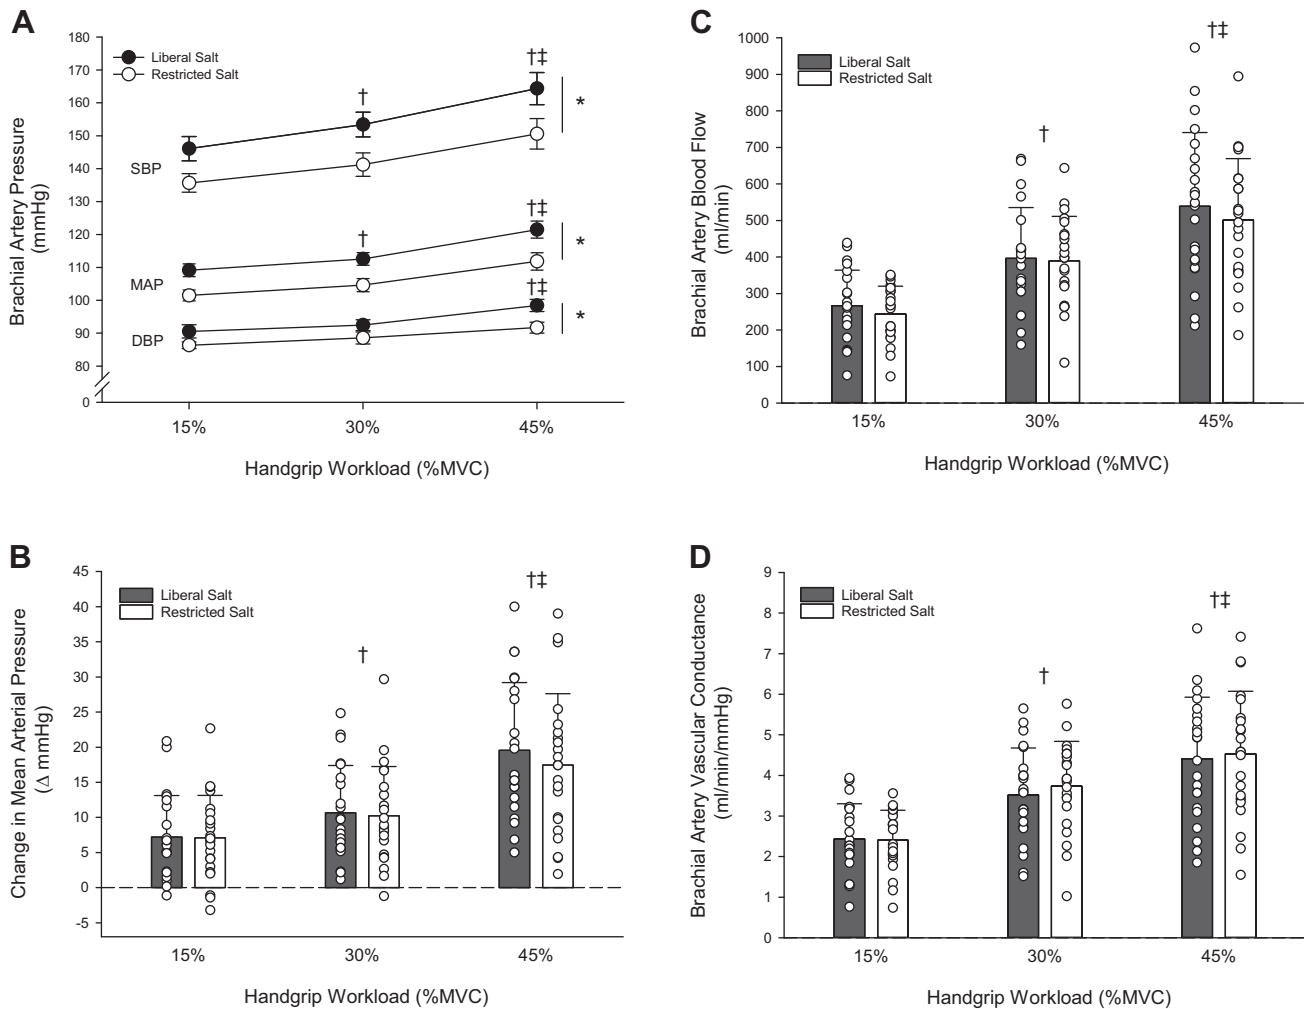 A
Brachial Artery Pressure
(mmHg)
180
170
160
150
140
130
120
110
100
90
80
0
Liberal Salt
Restricted Salt
SBP
MAP
DBP
†
†‡
*
†
†‡
*
†‡
*
15%
30%
45%
Handgrip Workload (%MVC)
C
Brachial Artery Blood Flow
(ml/min)
1000
900
800
700
600
500
400
300
200
100
0
Liberal Salt
Restricted Salt
†
†‡
15%
30%
45%
Handgrip Workload (%MVC)
B
Change in Mean Arterial Pressure
(Δ mmHg)
45
40
35
30
25
20
15
10
5
0
-5
Liberal Salt
Restricted Salt
†
†‡
15%
30%
45%
Handgrip Workload (%MVC)
D
Brachial Artery Vascular Conductance
(ml/min/mmHg)
9
8
7
6
5
4
3
2
1
0
Liberal Salt
Restricted Salt
†
†‡
15%
30%
45%
Handgrip Workload (%MVC)